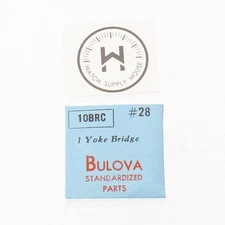 WATCH SUPPLY HOUSE
10BRC #28
1 Yoke Bridge
BULOVA
STANDARDIZED
PARTS